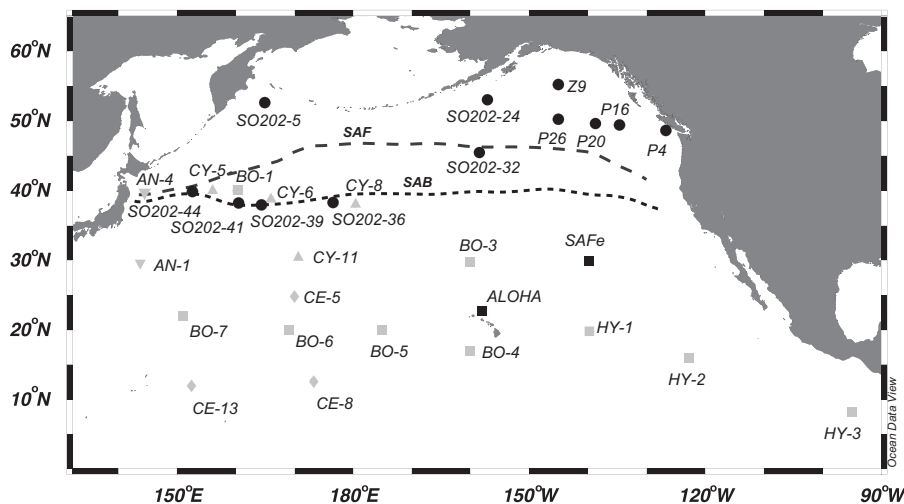 60°N
Z9
P16
SO202-5
SO202-24
50°N
P26
P20
P4
SAF
SO202-32
AN-4
CY-5
BO-1
SAB
40°N
CY-6
CY-8
SO202-44
SO202-41
SO202-39
SO202-36
BO-3
SAFe
30°N
AN-1
CY-11
CE-5
ALOHA
20°N
BO-7
BO-6
BO-5
BO-4
HY-1
HY-2
10°N
CE-13
CE-8
HY-3
Ocean Data View
150°E 180°E 150°W 120°W 90°W